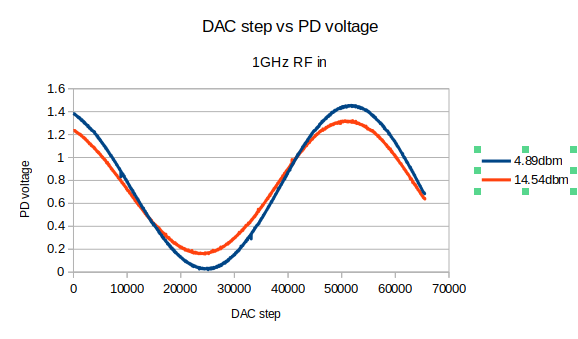 DAC step vs PD voltage
1GHz RF in
PD voltage
1.6
1.4
1.2
1
0.8
0.6
0.4
0.2
0
0 10000 20000 30000 40000 50000 60000 70000
DAC step
4.89dbm
14.54dbm